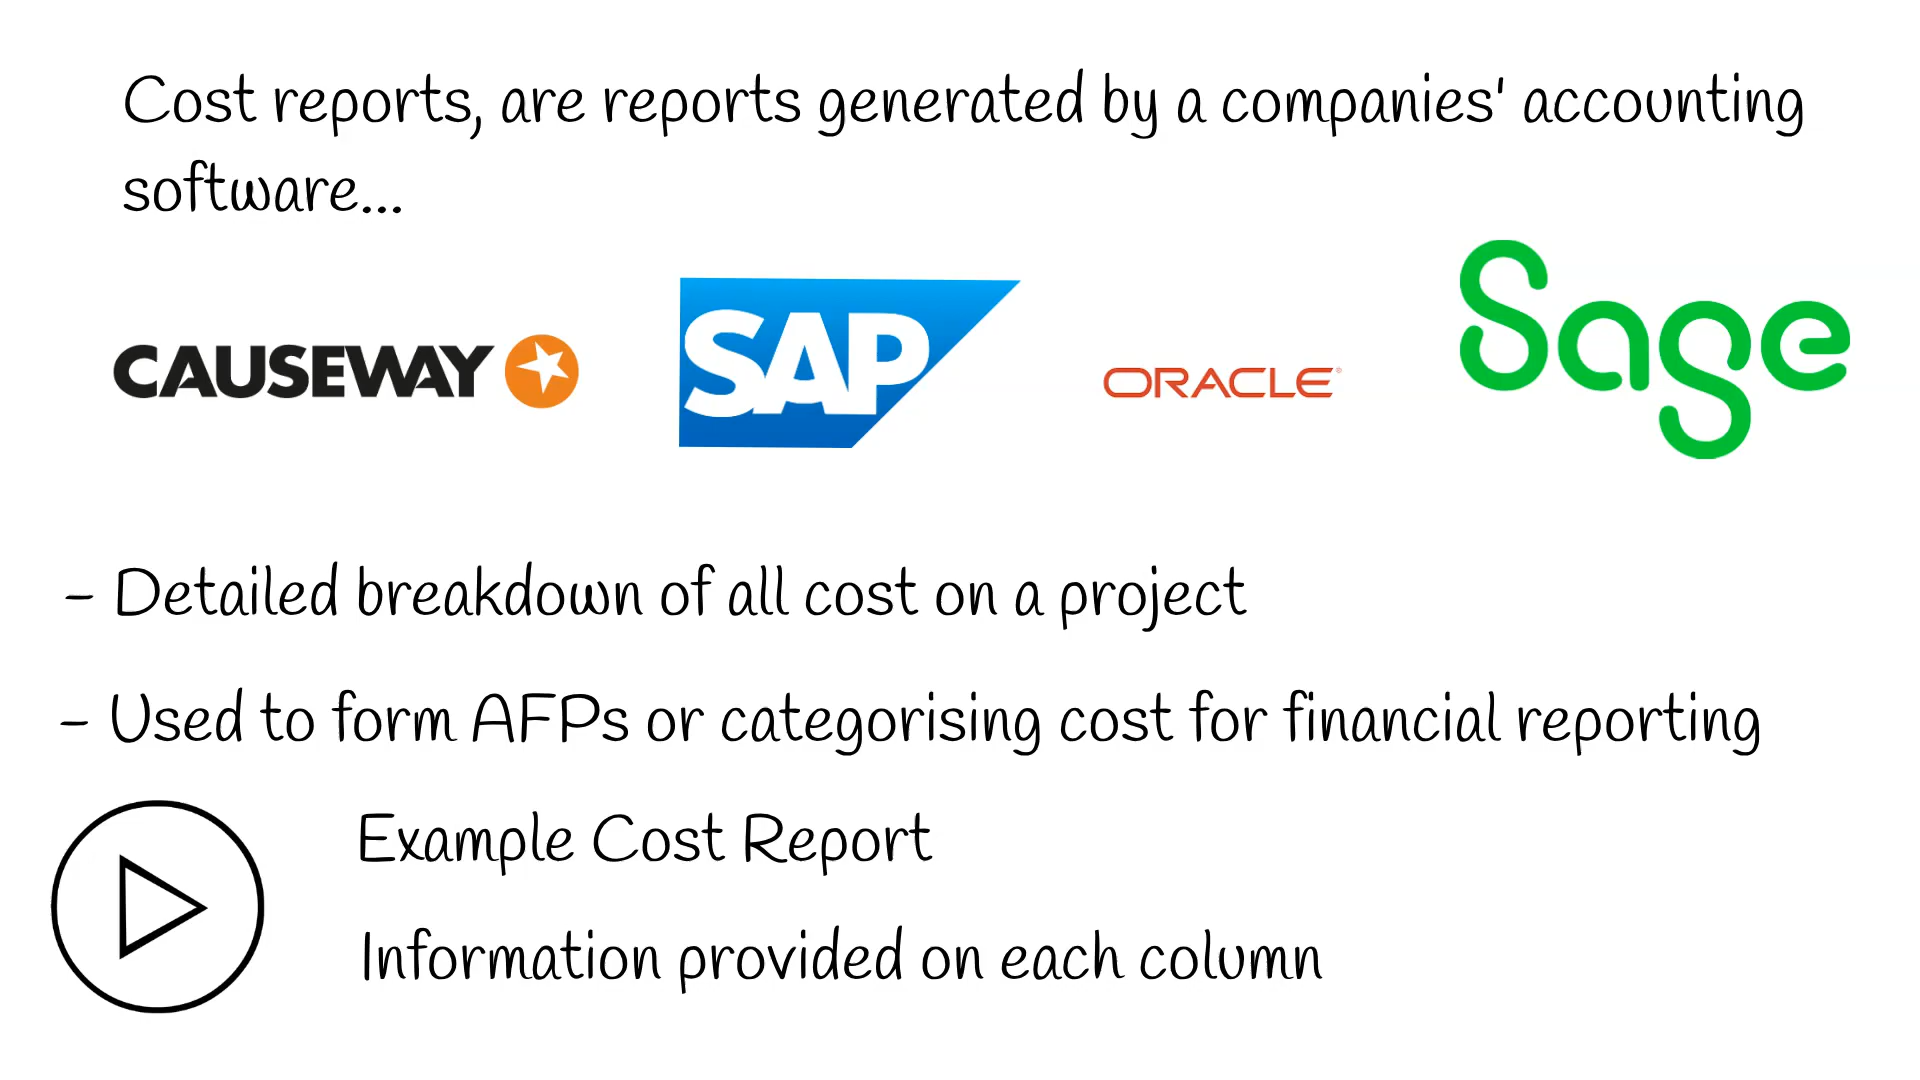 Cost reports, are reports generated by a companies' accounting
software...
CAUSEWAY
SAP
ORACLE®
Sage
- Detailed breakdown of all cost on a project
- Used to form AFPs or categorising cost for financial reporting
Example Cost Report
Information provided on each column